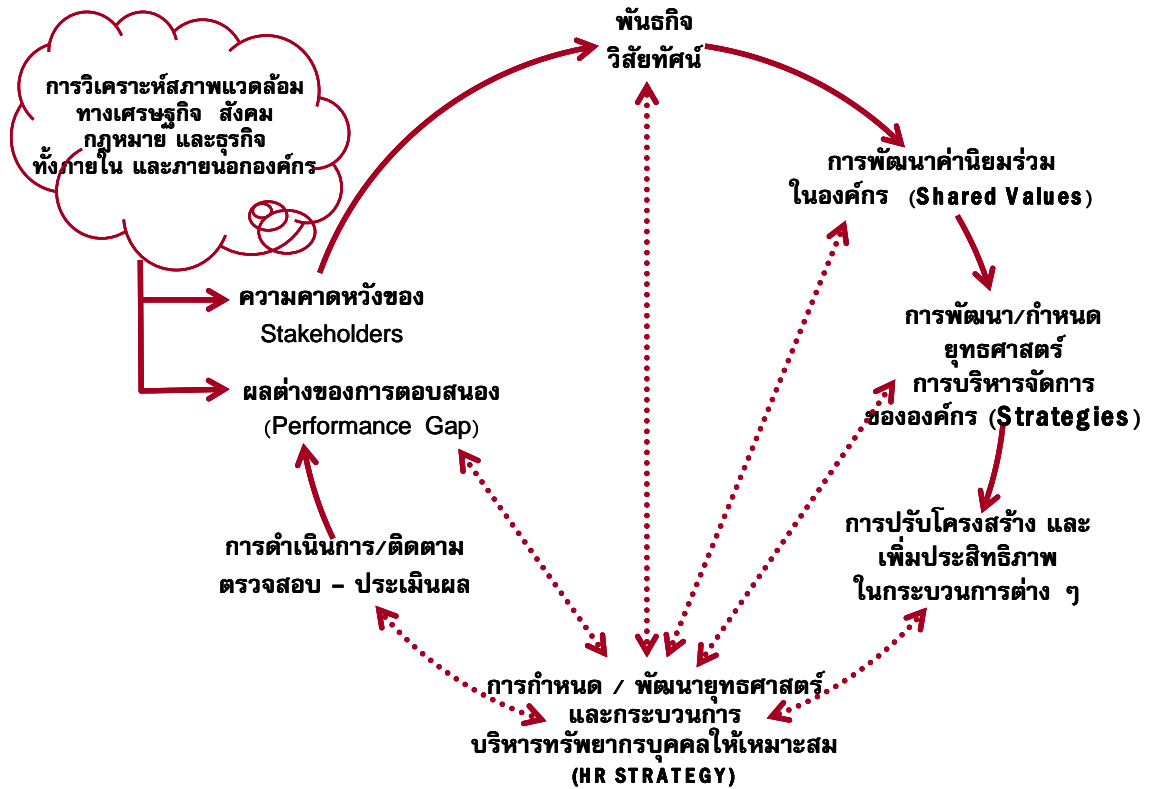 พันธกิจ
วิสัยทัศน์
การวิเคราะห์สภาพแวดล้อม
ทางเศรษฐกิจ สังคม
กฎหมาย และธุรกิจ
ทั้งภายใน และภายนอกองค์กร
การพัฒนาค่านิยมร่วม
ในองค์กร (Shared Values)
ความคาดหวังของ
Stakeholders
การพัฒนา/กำหนด
ยุทธศาสตร์
การบริหารจัดการ
ขององค์กร (Strategies)
ผลต่างของการตอบสนอง
(Performance Gap)
การปรับโครงสร้าง และ
เพิ่มประสิทธิภาพ
ในกระบวนการต่าง ๆ
การดำเนินการ/ติดตาม
ตรวจสอบ – ประเมินผล
การกำหนด / พัฒนายุทธศาสตร์
และกระบวนการ
บริหารทรัพยากรบุคคลให้เหมาะสม
(HR STRATEGY)